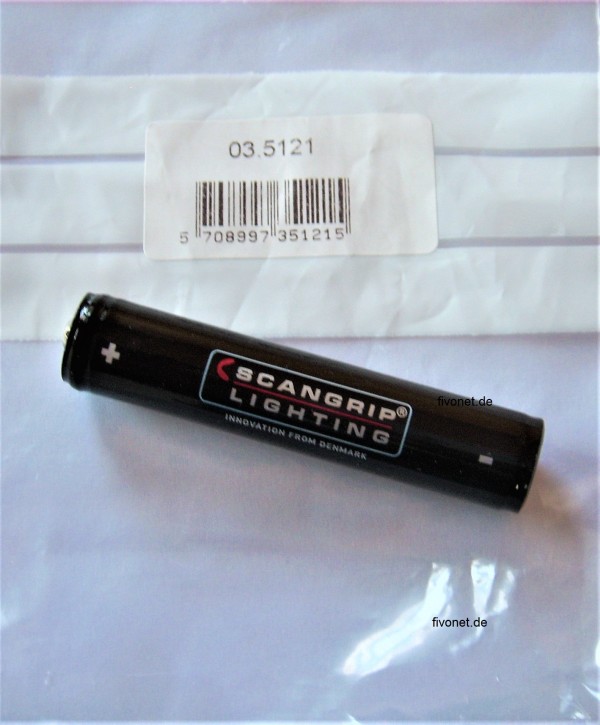 03.5121
5 708997 351215
+
SCANGRIP®
LIGHTING
INNOVATION FROM DENMARK
-
fivonet.de
fivonet.de